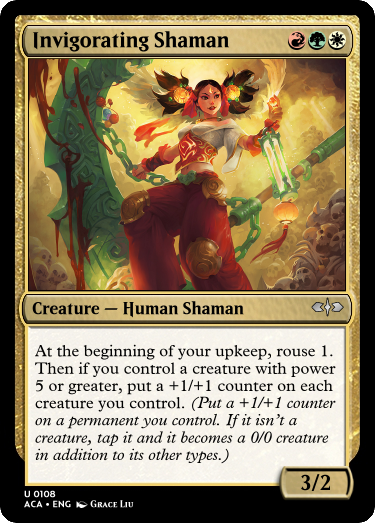 Invigorating Shaman
Creature — Human Shaman
At the beginning of your upkeep, rouse 1.
Then if you control a creature with power
5 or greater, put a +1/+1 counter on each
creature you control. (Put a +1/+1 counter
on a permanent you control. If it isn't a
creature, tap it and it becomes a 0/0 creature
in addition to its other types.)
3/2
U 0108
ACA • ENG Grace Liu